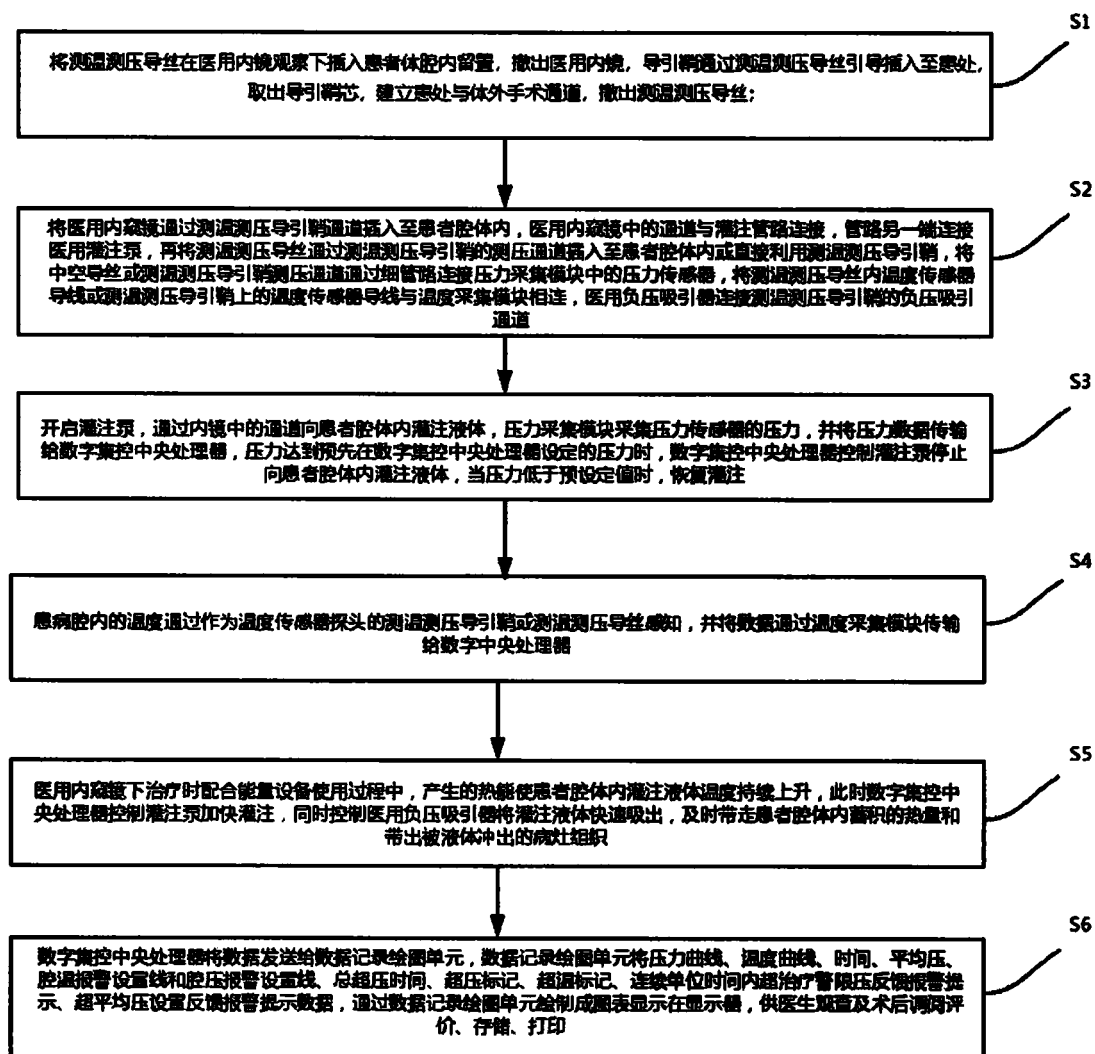 S1
将测温测压导丝在医用内镜观察下插入患者体腔内留置，撤出医用内镜，导引鞘通过测温测压导丝引导插入至患处，
取出导引鞘芯，建立患处与体外手术通道，撤出测温测压导丝；
S2
将医用内窥镜通过测温测压导引鞘通道插入至患者腔体内，医用内窥镜中的通道与灌注管路连接，管路另一端连接
医用灌注泵，再将测温测压导丝通过测温测压导引鞘的测压通道插入至患者腔体内或直接利用测温测压导引鞘，将
中空导丝或测温测压导引鞘测压通道通过细管路连接压力采集模块中的压力传感器，将测温测压导丝内温度传感器
导线或测温测压导引鞘上的温度传感器导线与温度采集模块相连，医用负压吸引器连接测温测压导引鞘的负压吸引
通道
S3
开启灌注泵，通过内镜中的通道向患者腔体内灌注液体，压力采集模块采集压力传感器的压力，并将压力数据传输
给数字集控中央处理器，压力达到预先在数字集控中央处理器设定的压力时，数字集控中央处理器控制灌注泵停止
向患者腔体内灌注液体，当压力低于预设定值时，恢复灌注
S4
患病腔内的温度通过作为温度传感器探头的测温测压导引鞘或测温测压导丝感知，并将数据通过温度采集模块传输
给数字中央处理器
S5
医用内窥镜下治疗时配合能量设备使用过程中，产生的热能使患者腔体内灌注液体温度持续上升，此时数字集控中
央处理器控制灌注泵加快灌注，同时控制医用负压吸引器将灌注液体快速吸出，及时带走患者腔体内蓄积的热量和
带出被液体冲出的病灶组织
S6
数字集控中央处理器将数据发送给数据记录绘图单元，数据记录绘图单元将压力曲线、温度曲线、时间、平均压、
腔温报警设置线和腔压报警设置线、总超压时间、超压标记、超温标记、连续单位时间内超治疗警限压反馈报警提
示、超平均压设置反馈报警提示数据，通过数据记录绘图单元绘制成图表显示在显示器，供医生观查及术后调阅评
价、存储、打印